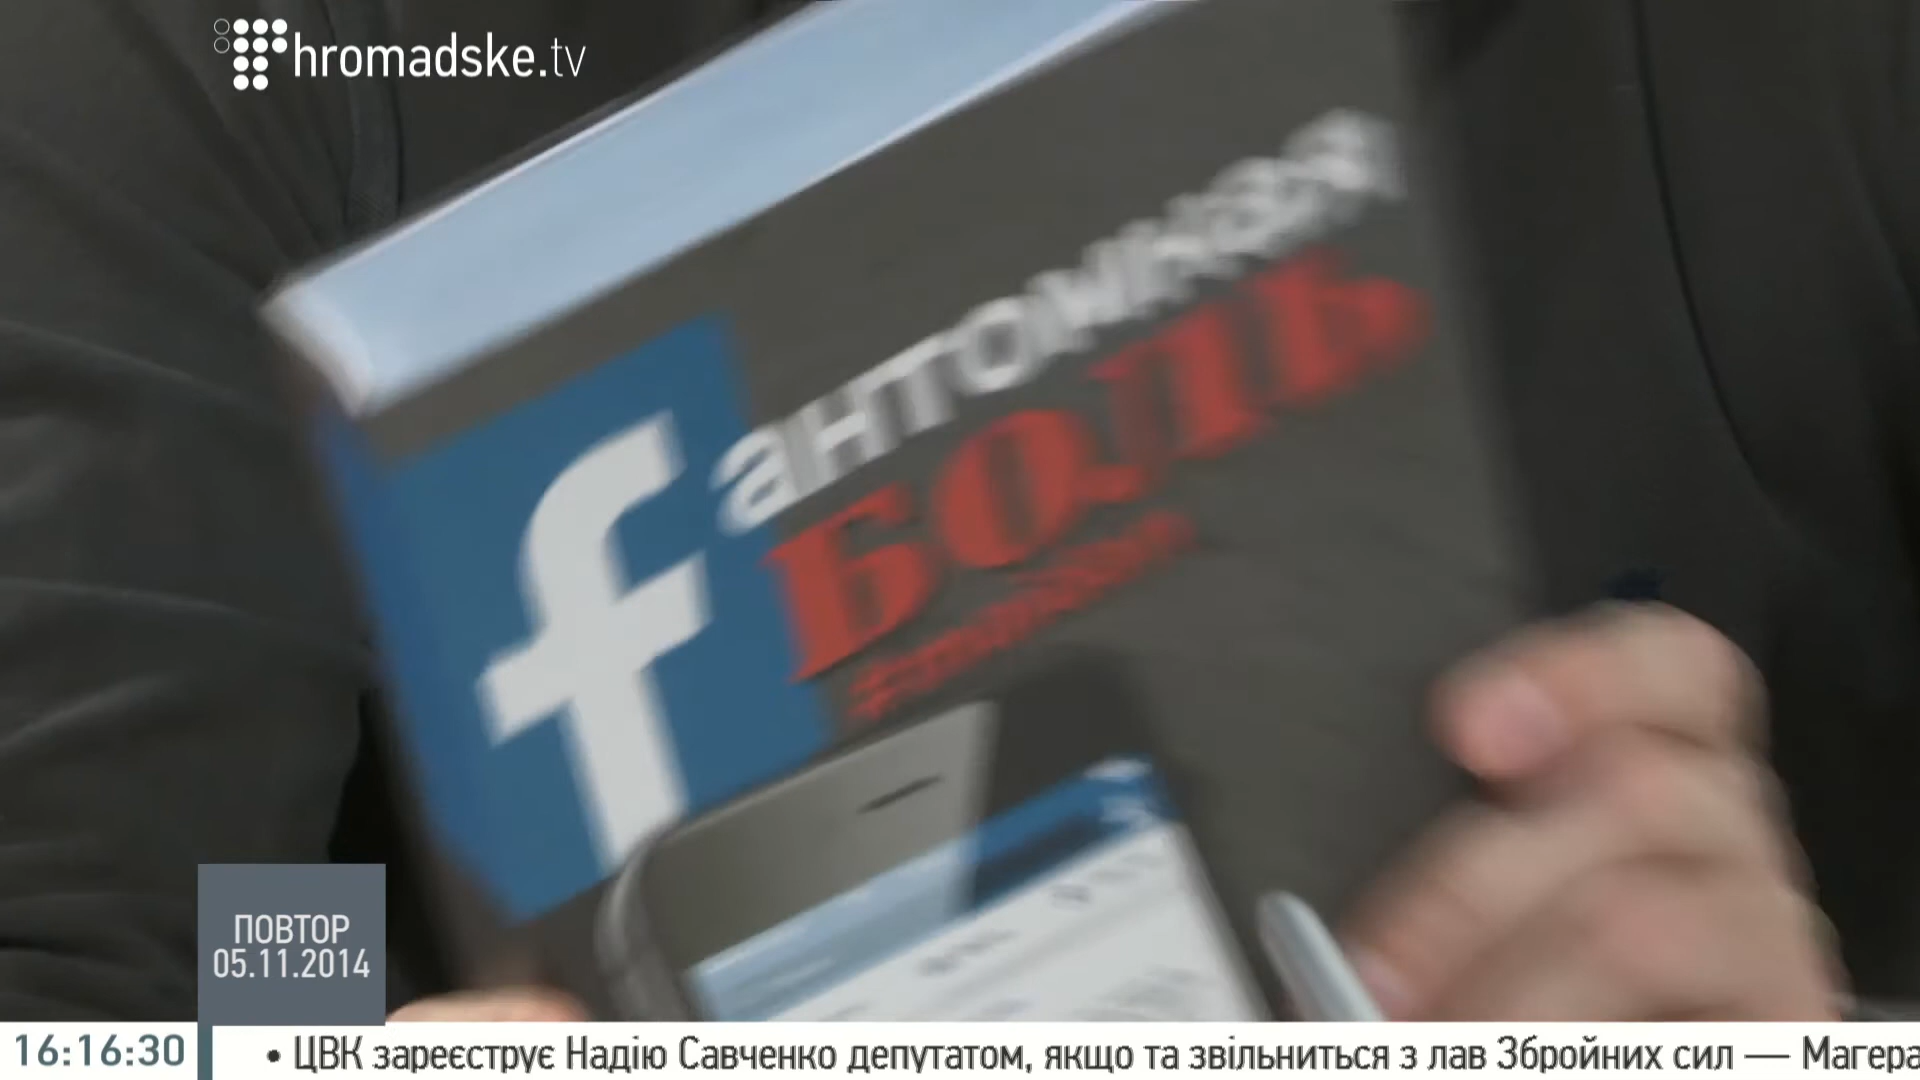 hromadske.tv
fантомная
БОЛЬ
ПОВТОР
05.11.2014
16:16:30
• ЦВК зареєструє Надію Савченко депутатом, якщо та звільниться з лав Збройних сил — Магера